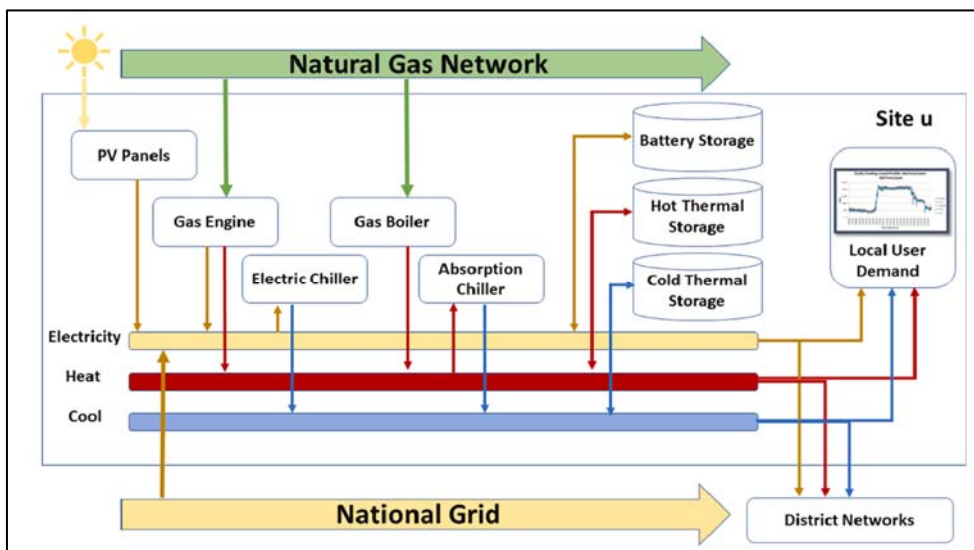 Natural Gas Network
Site u
PV Panels
Battery Storage
Gas Engine
Gas Boiler
Hot Thermal
Storage
Electric Chiller
Absorption
Chiller
Local User
Demand
Cold Thermal
Storage
Electricity
Heat
Cool
National Grid
District Networks